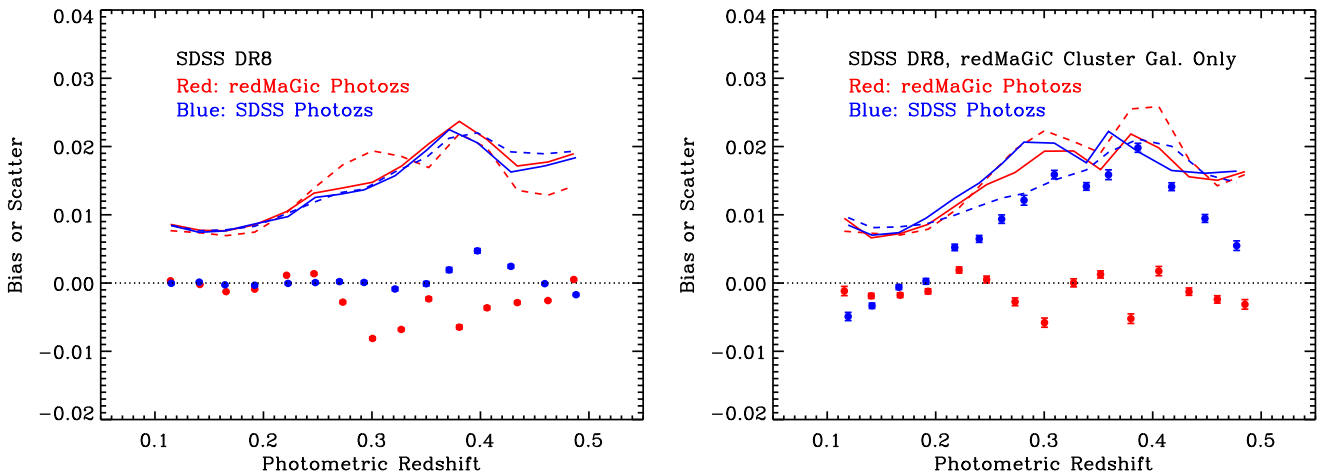 0.04
0.03
0.02
0.01
0.00
−0.01
−0.02
Bias or Scatter
SDSS DR8
Red: redMaGic Photozs
Blue: SDSS Photozs
0.1 0.2 0.3 0.4 0.5
Photometric Redshift
0.04
0.03
0.02
0.01
0.00
−0.01
−0.02
Bias or Scatter
SDSS DR8, redMaGiC Cluster Gal. Only
Red: redMaGic Photozs
Blue: SDSS Photozs
0.1 0.2 0.3 0.4 0.5
Photometric Redshift